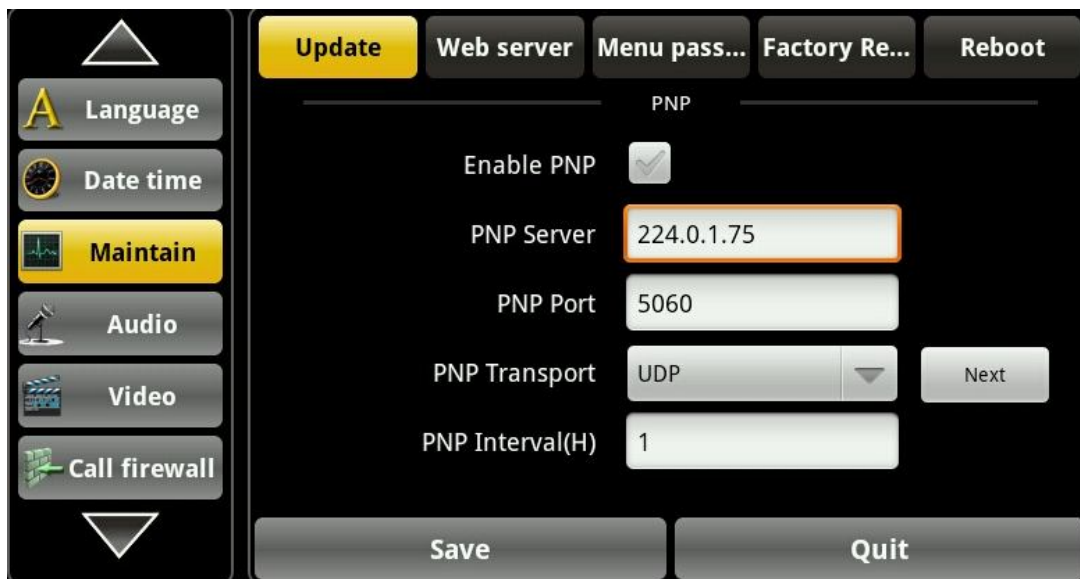 Update Web server Menu pass... Factory Re... Reboot
Language
Date time
Maintain
Audio
Video
Call firewall
PNP
Enable PNP
PNP Server 224.0.1.75
PNP Port 5060
PNP Transport UDP Next
PNP Interval(H) 1
Save Quit